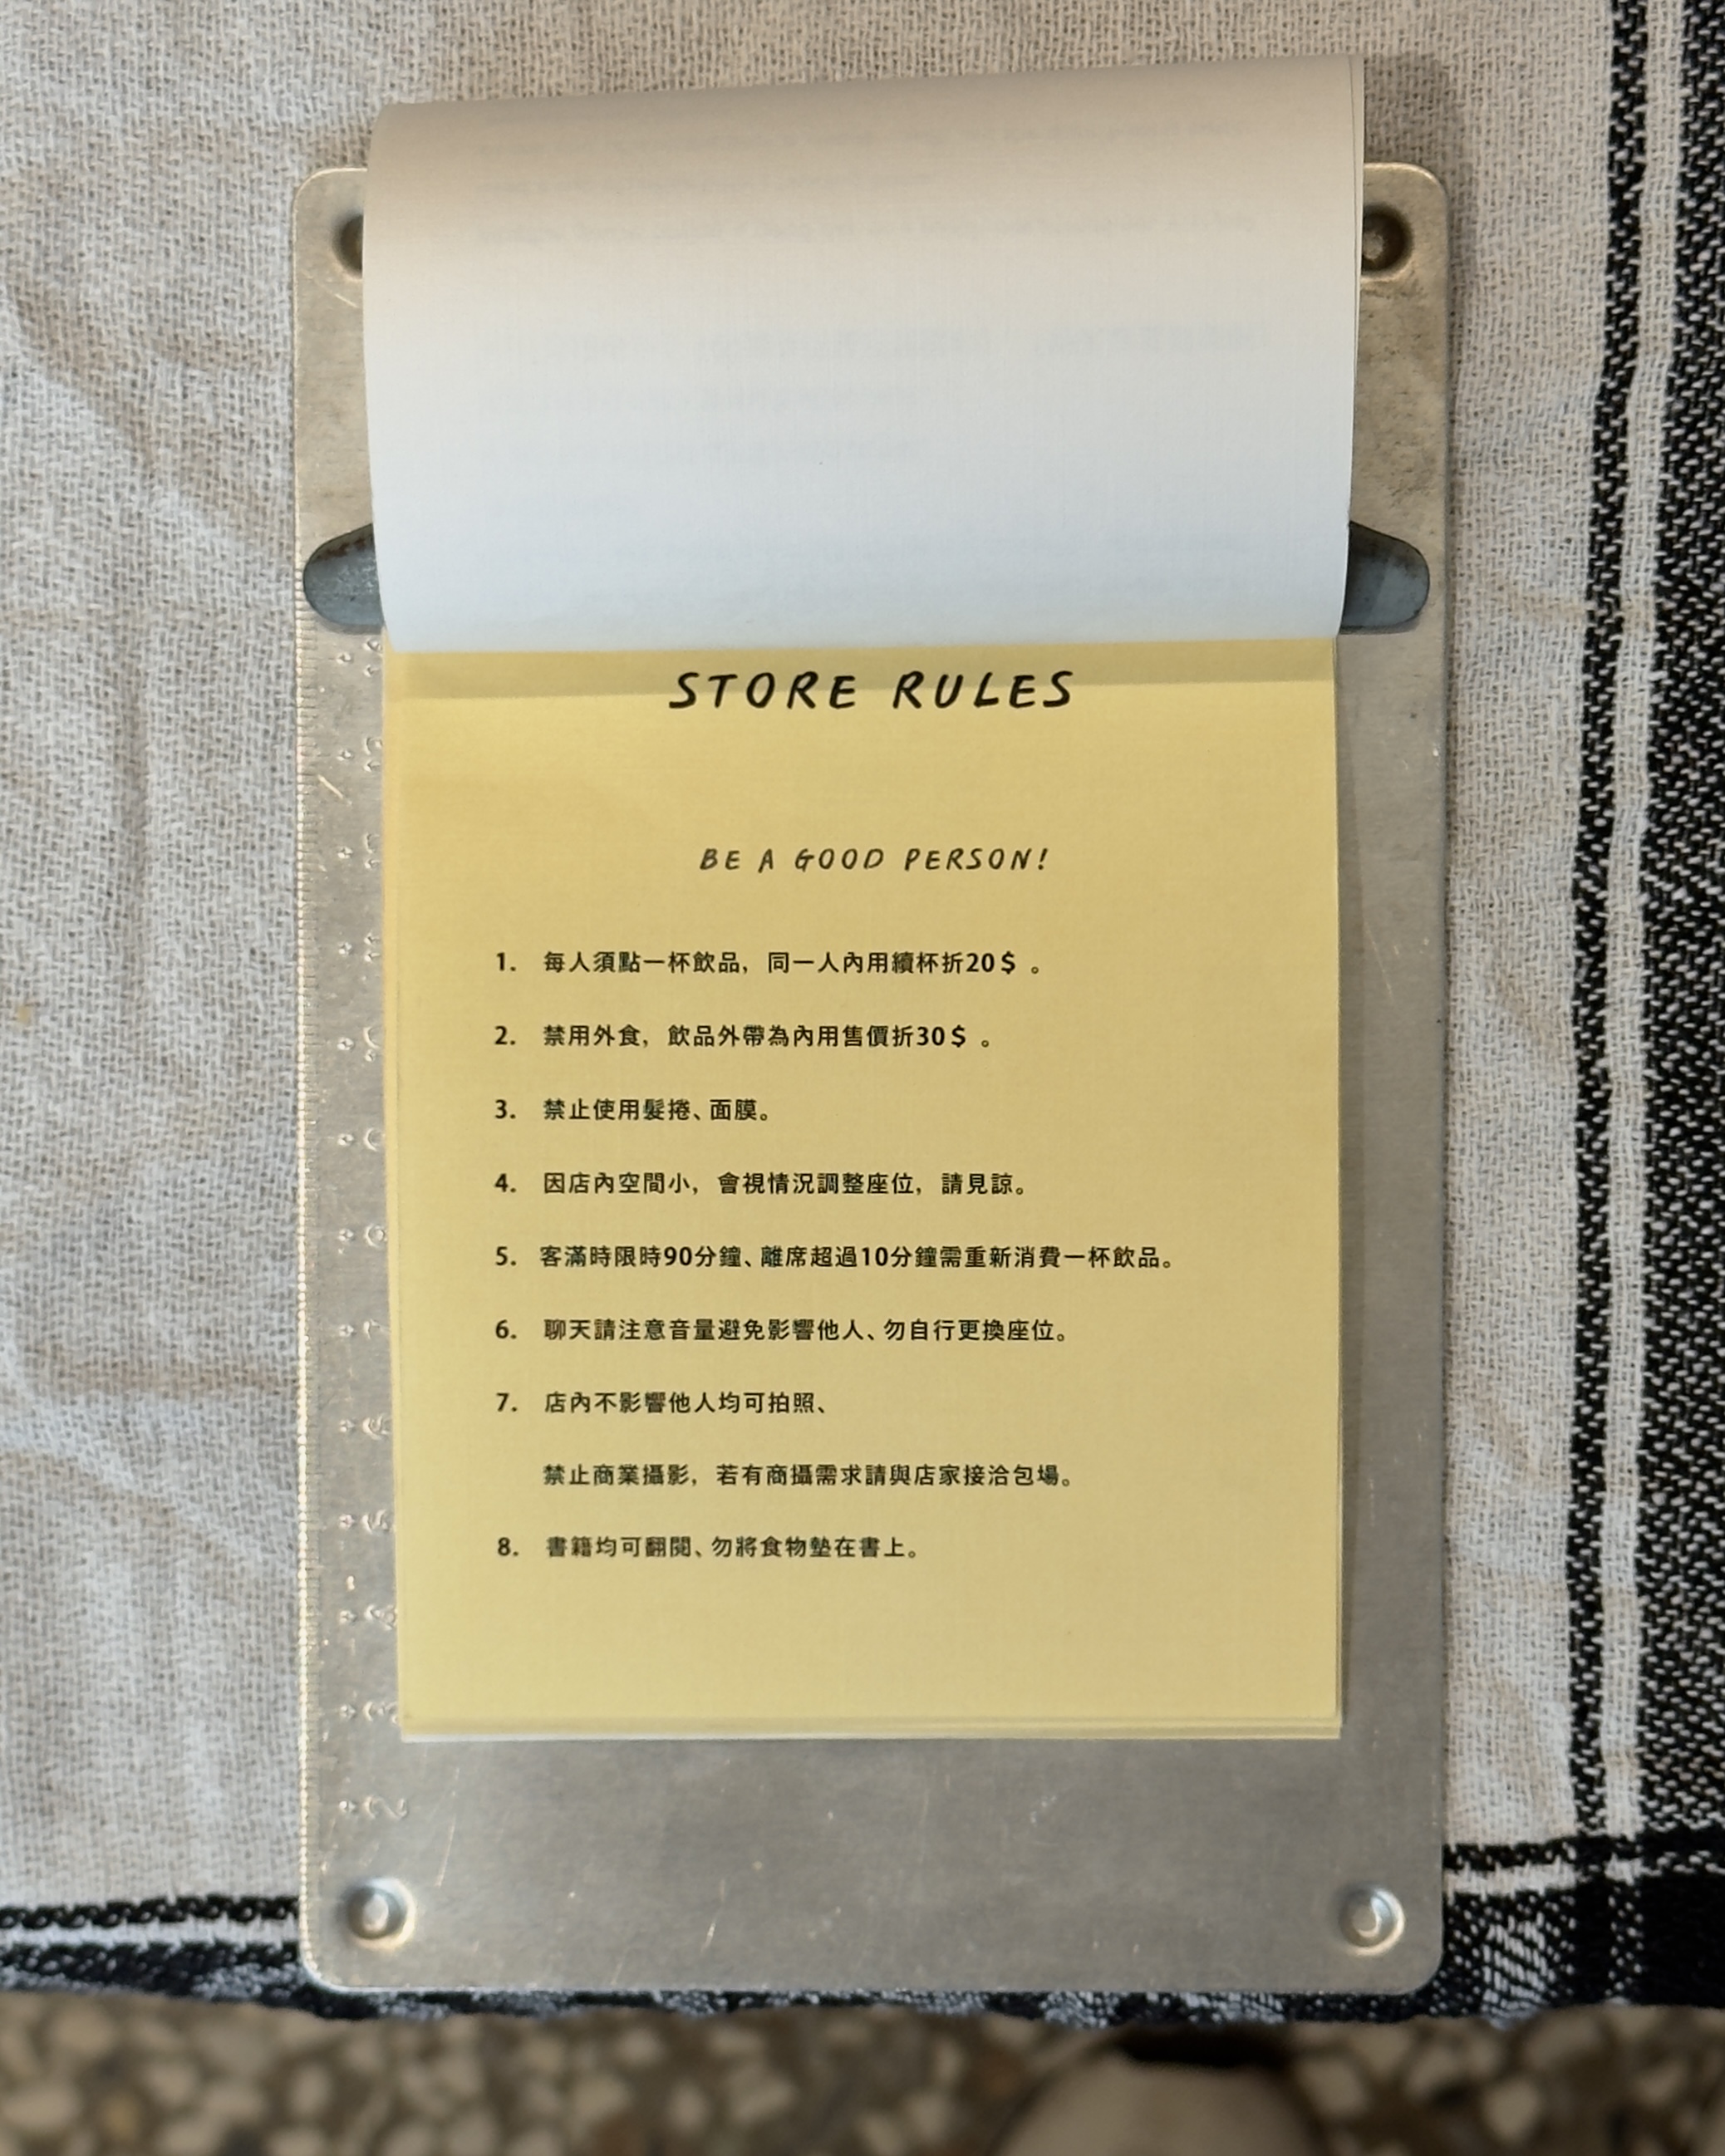 STORE RULES
BE A GOOD PERSON!
1. 每人須點一杯飲品，同一人內用續杯折20$ 。
2. 禁用外食，飲品外帶為內用售價折30$ 。
3. 禁止使用髮捲、面膜。
4. 因店內空間小，會視情況調整座位，請見諒。
5. 客滿時限時90分鐘、離席超過10分鐘需重新消費一杯飲品。
6. 聊天請注意音量避免影響他人、勿自行更換座位。
7. 店內不影響他人均可拍照、
禁止商業攝影，若有商攝需求請與店家接洽包場。
8. 書籍均可翻閱、勿將食物墊在書上。